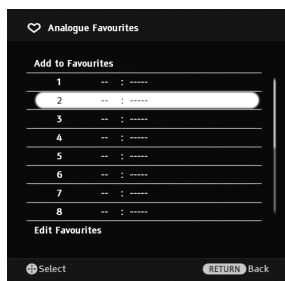 Analogue Favourites
Add to Favourites
1 -- : -----
2 -- : -----
3 -- : -----
4 -- : -----
5 -- : -----
6 -- : -----
7 -- : -----
8 -- : -----
Edit Favourites
Select RETURN Back